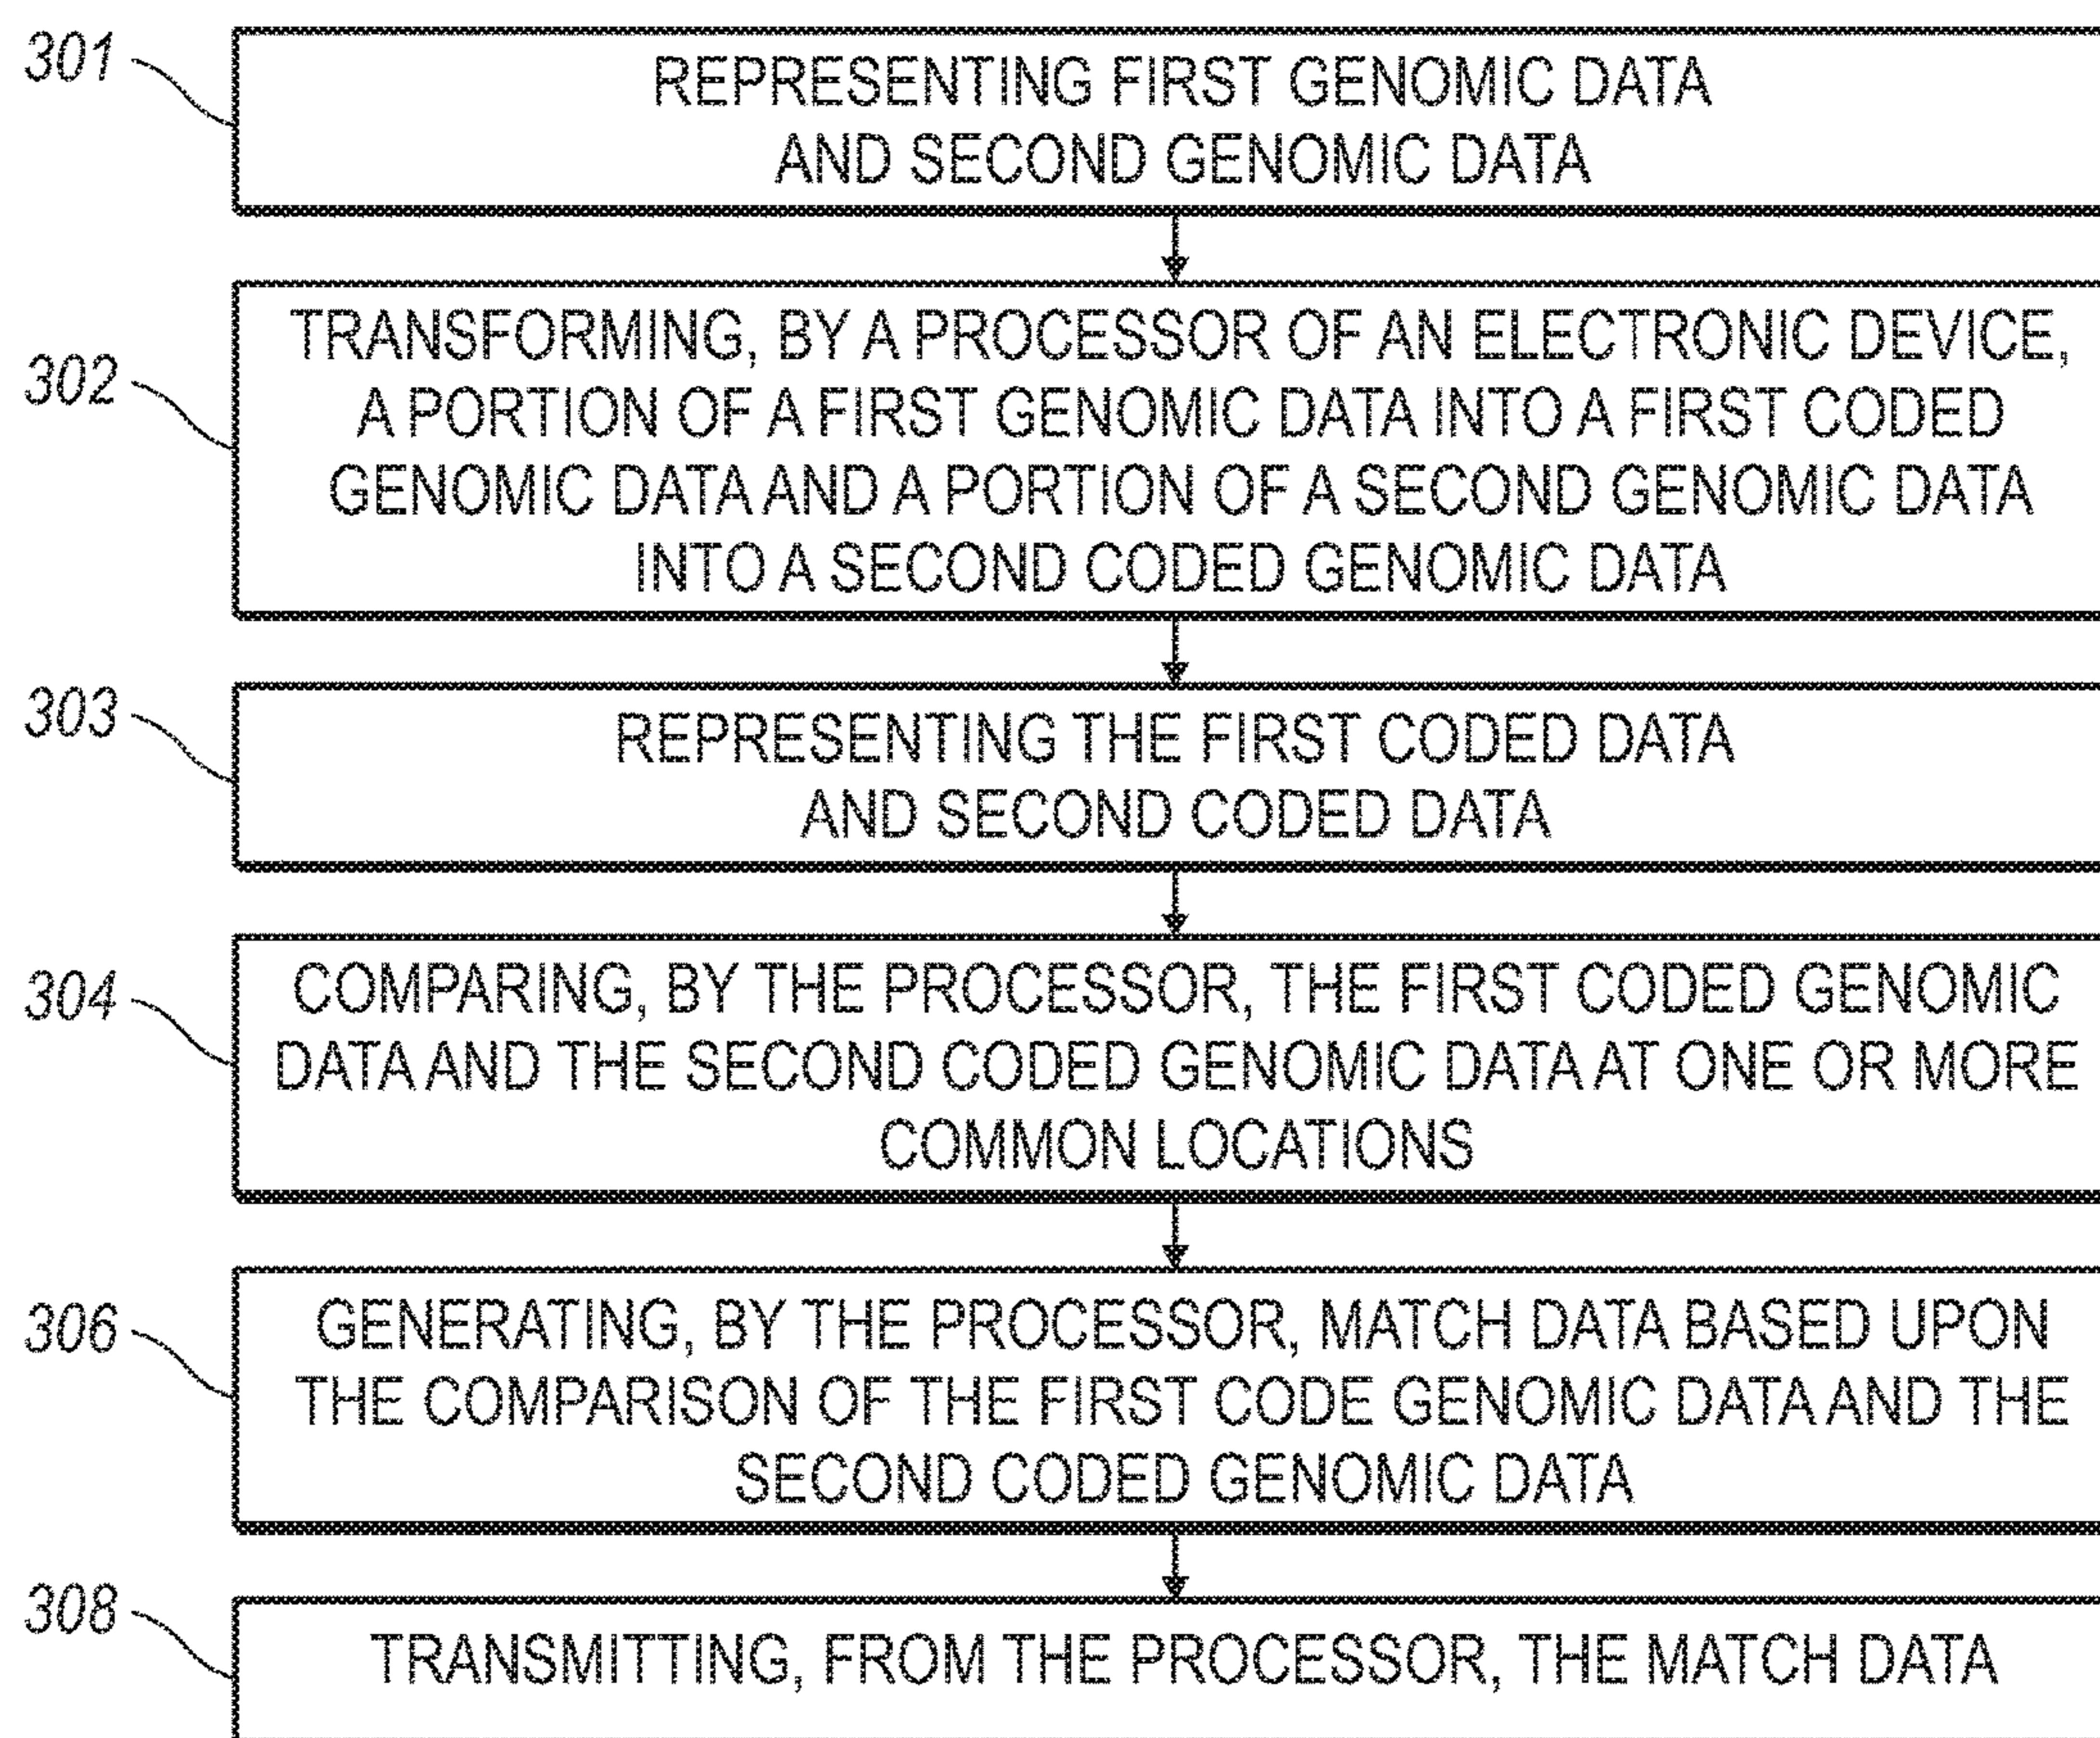 301
REPRESENTING FIRST GENOMIC DATA
AND SECOND GENOMIC DATA
302
TRANSFORMING, BY A PROCESSOR OF AN ELECTRONIC DEVICE,
A PORTION OF A FIRST GENOMIC DATA INTO A FIRST CODED
GENOMIC DATA AND A PORTION OF A SECOND GENOMIC DATA
INTO A SECOND CODED GENOMIC DATA
303
REPRESENTING THE FIRST CODED DATA
AND SECOND CODED DATA
304
COMPARING, BY THE PROCESSOR, THE FIRST CODED GENOMIC
DATA AND THE SECOND CODED GENOMIC DATA AT ONE OR MORE
COMMON LOCATIONS
306
GENERATING, BY THE PROCESSOR, MATCH DATA BASED UPON
THE COMPARISON OF THE FIRST CODE GENOMIC DATA AND THE
SECOND CODED GENOMIC DATA
308
TRANSMITTING, FROM THE PROCESSOR, THE MATCH DATA